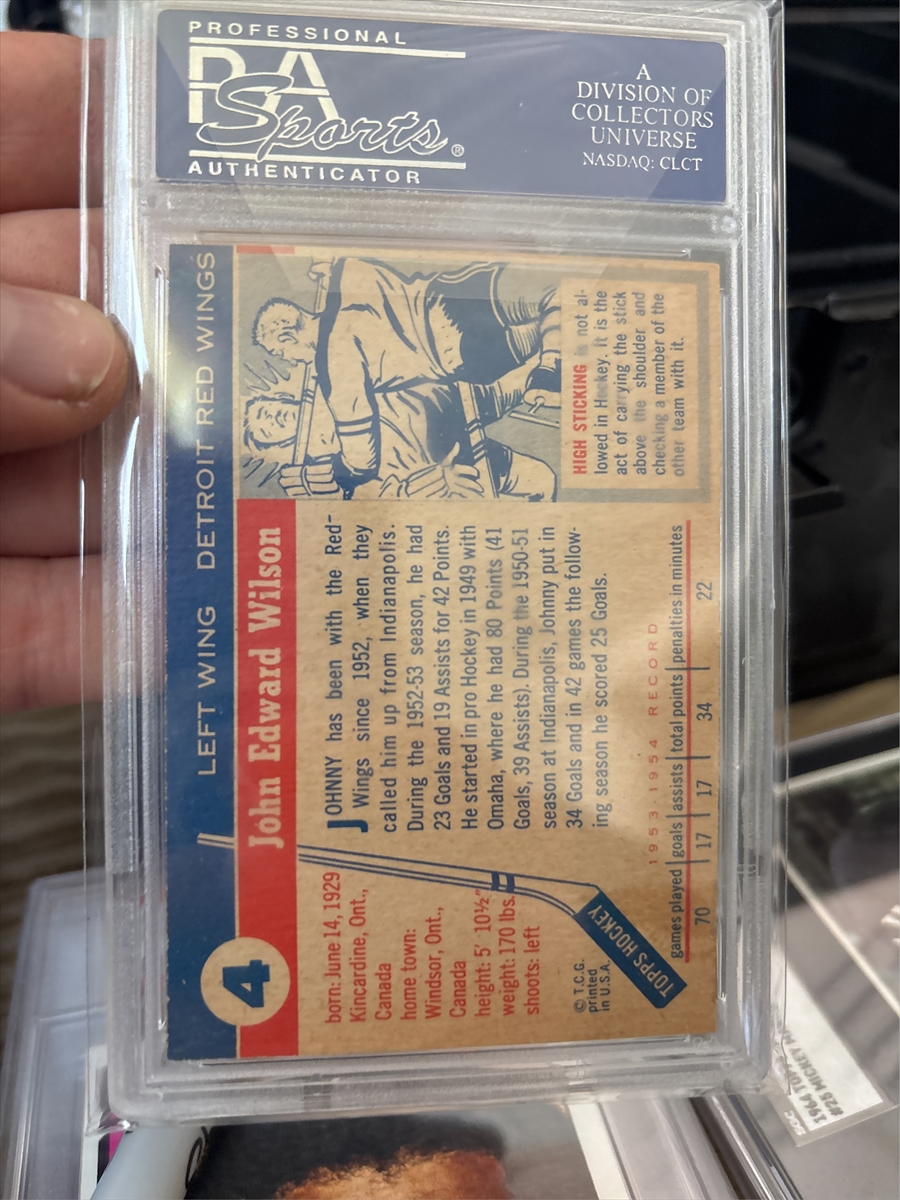 PROFESSIONAL
PSA
Sports®
AUTHENTICATOR
A
DIVISION OF
COLLECTORS
UNIVERSE
NASDAQ: CLCT
4
LEFT WING DETROIT RED WINGS
John Edward Wilson
born: June 14, 1929
Kincardine, Ont.,
Canada
home town:
Windsor, Ont.,
Canada
height: 5' 10½"
weight: 170 lbs.
shoots: left
© T.C.G.
printed
in U.S.A.
TOPPS HOCKEY
JOHNNY has been with the Red-
Wings since 1952, when they
called him up from Indianapolis.
During the 1952-53 season, he had
23 Goals and 19 Assists for 42 Points.
He started in pro Hockey in 1949 with
Omaha, where he had 80 Points (41
Goals, 39 Assists). During the 1950-51
season at Indianapolis, Johnny put in
34 Goals and in 42 games the follow-
ing season he scored 25 Goals.
HIGH STICKING is not al-
lowed in Hockey. It is the
act of carrying the stick
above the shoulder and
checking a member of the
other team with it.
1953-1954 RECORD
games played goals assists total points penalties in minutes
70 17 17 34 22
SGC
1964 TOPPS
#25 MICKEY